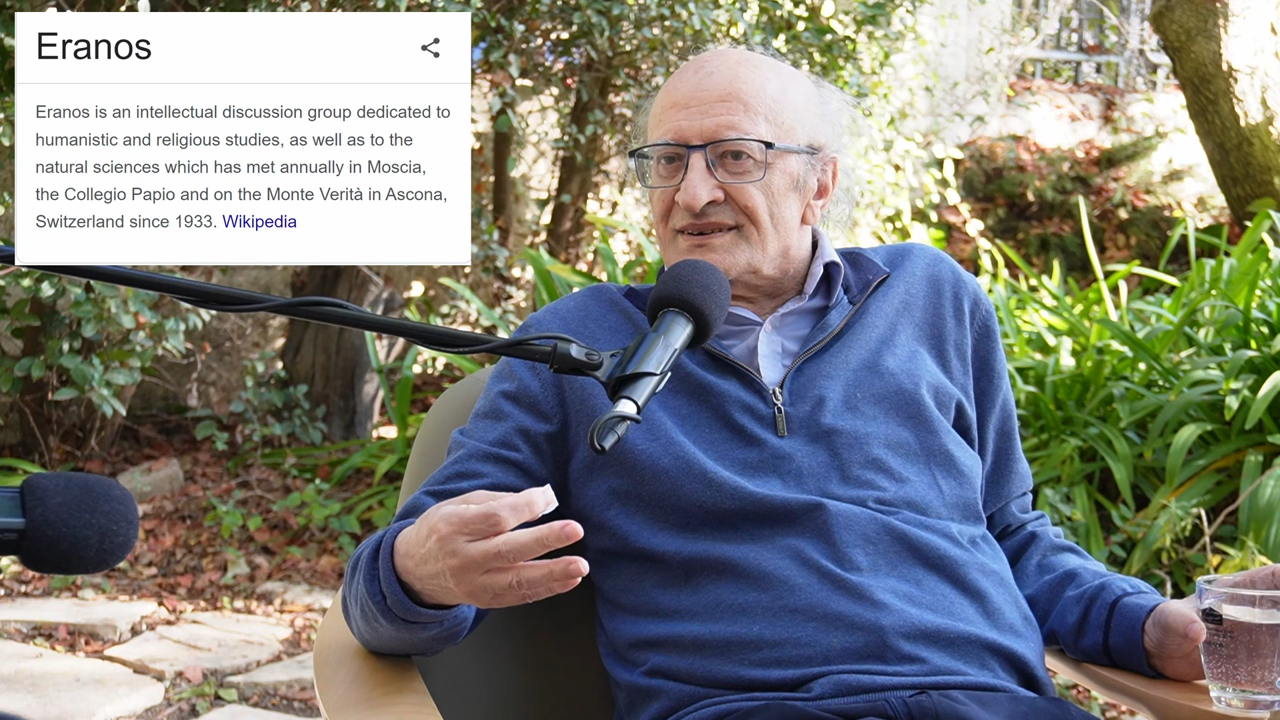 Eranos
Eranos is an intellectual discussion group dedicated to
humanistic and religious studies, as well as to the
natural sciences which has met annually in Moscia,
the Collegio Papio and on the Monte Verità in Ascona,
Switzerland since 1933. Wikipedia